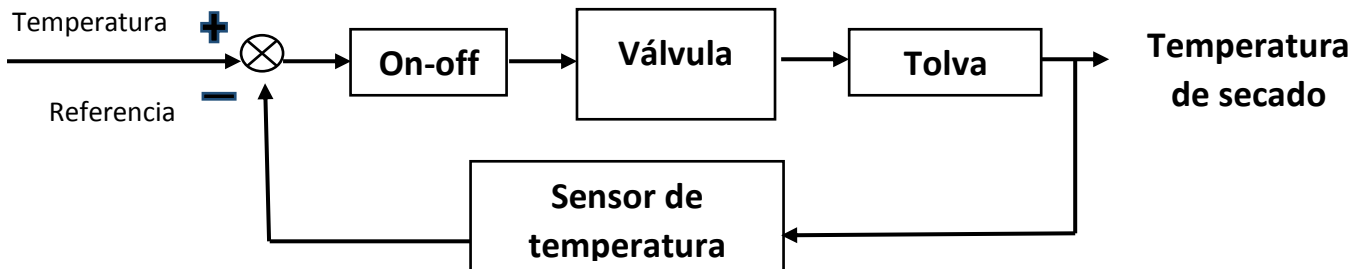 Temperatura
+
Referencia
−
On-off
Válvula
Tolva
Temperatura
de secado
Sensor de
temperatura